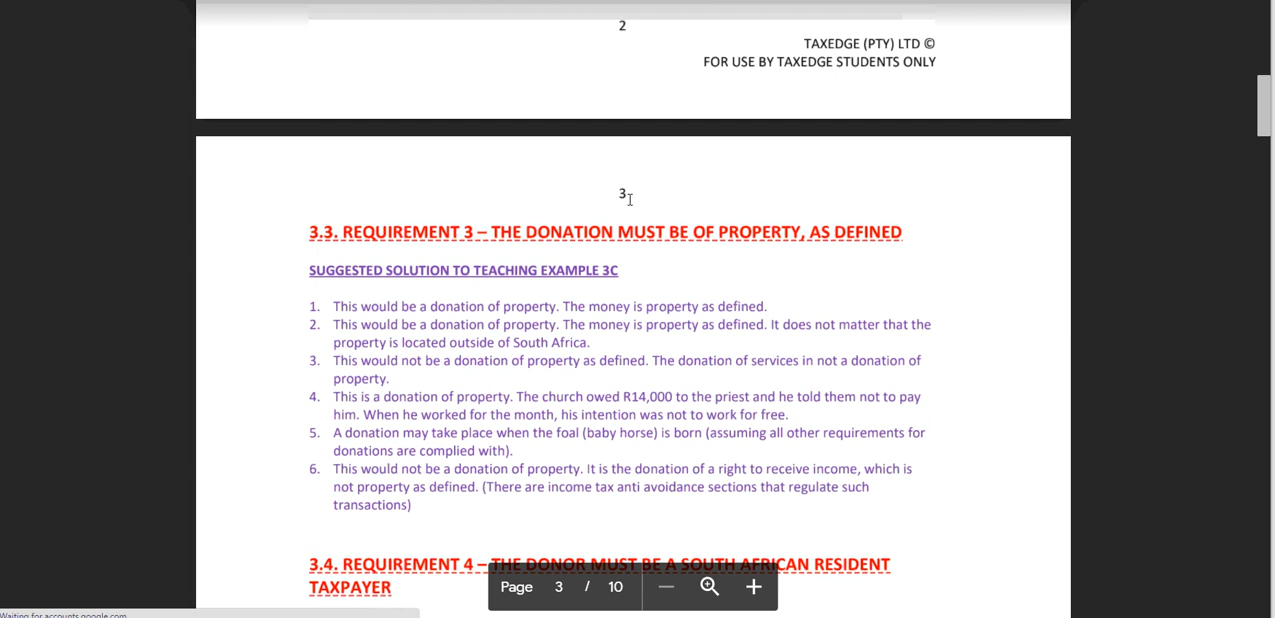 2
TAXEDGE (PTY) LTD ©
FOR USE BY TAXEDGE STUDENTS ONLY
3
3.3. REQUIREMENT 3 – THE DONATION MUST BE OF PROPERTY, AS DEFINED
SUGGESTED SOLUTION TO TEACHING EXAMPLE 3C
1. This would be a donation of property. The money is property as defined.
2. This would be a donation of property. The money is property as defined. It does not matter that the
property is located outside of South Africa.
3. This would not be a donation of property as defined. The donation of services in not a donation of
property.
4. This is a donation of property. The church owed R14,000 to the priest and he told them not to pay
him. When he worked for the month, his intention was not to work for free.
5. A donation may take place when the foal (baby horse) is born (assuming all other requirements for
donations are complied with).
6. This would not be a donation of property. It is the donation of a right to receive income, which is
not property as defined. (There are income tax anti avoidance sections that regulate such
transactions)
3.4. REQUIREMENT 4 – THE DONOR MUST BE A SOUTH AFRICAN RESIDENT
TAXPAYER
Page 3 / 10
Waiting for accounts.google.com